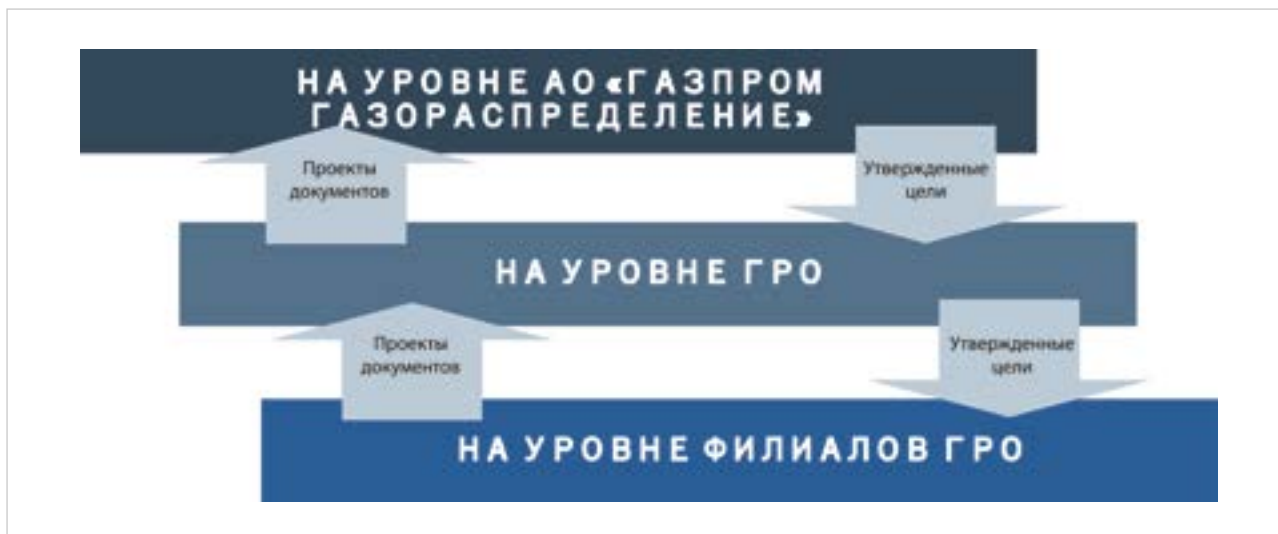 НА УРОВНЕ АО «ГАЗПРОМ
ГАЗОРАСПРЕДЕЛЕНИЕ»
Проекты
документов
Утвержденные
цели
НА УРОВНЕ ГРО
Проекты
документов
Утвержденные
цели
НА УРОВНЕ ФИЛИАЛОВ ГРО